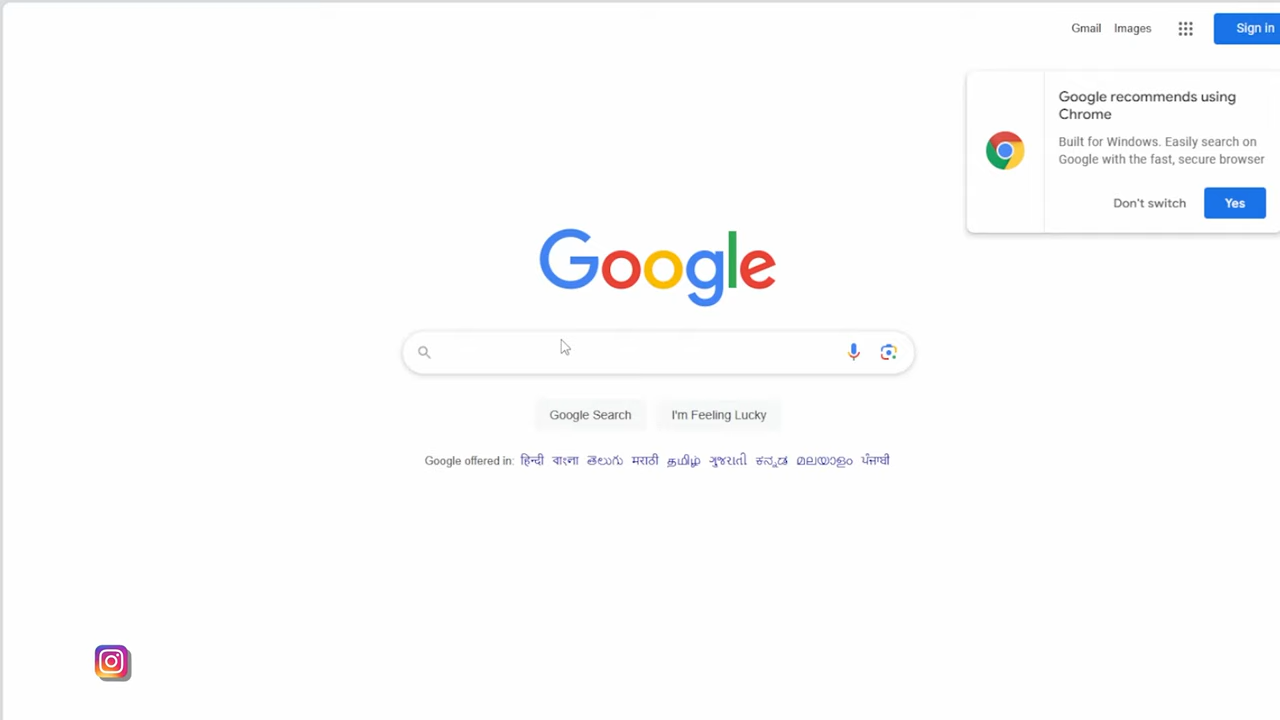 Gmail Images Sign in
Google recommends using
Chrome
Built for Windows. Easily search on
Google with the fast, secure browser
Don't switch Yes
Google
Google Search I'm Feeling Lucky
Google offered in: हिन्दी বাংলা తెలుగు मराठी தமிழ் ગુજરાતી ಕನ್ನಡ മലയാളം ਪੰਜਾਬੀ